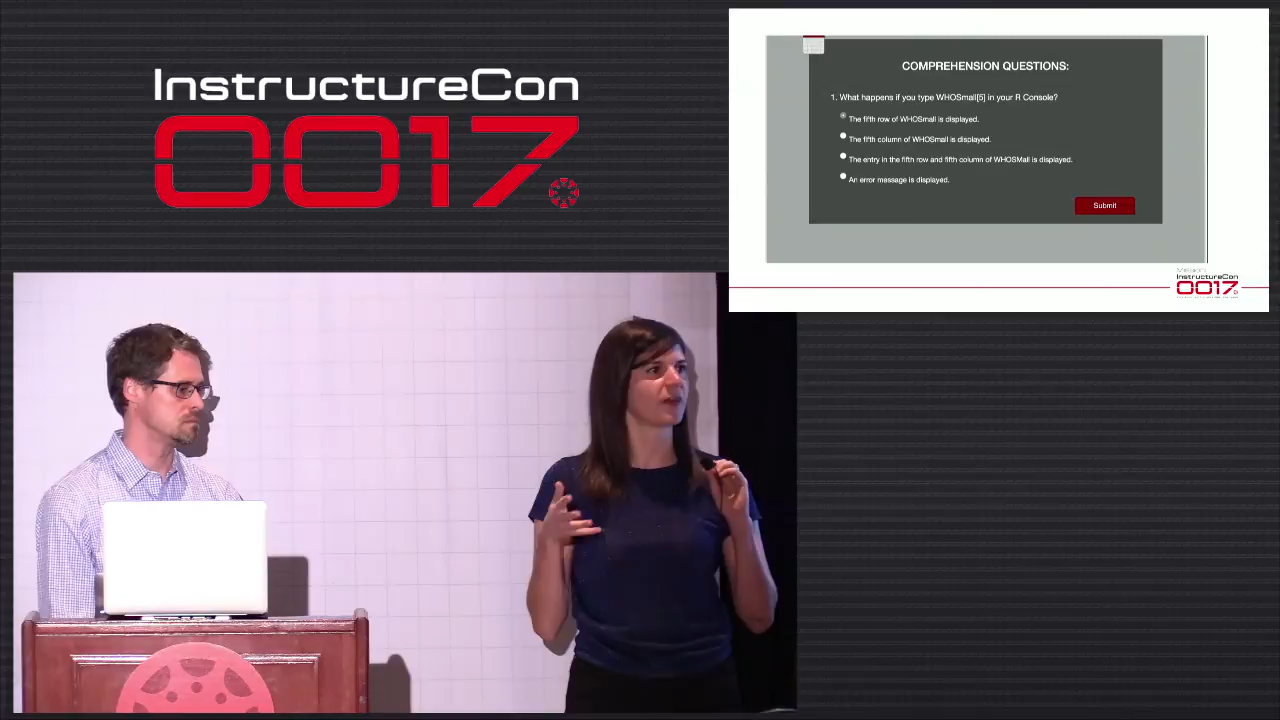 InstructureCon
0017
COMPREHENSION QUESTIONS:
1. What happens if you type WHOSmall[5] in your R Console?
The fifth row of WHOSmall is displayed.
The fifth column of WHOSmall is displayed.
The entry in the fifth row and fifth column of WHOSMall is displayed.
An error message is displayed.
Submit
InstructureCon
0017